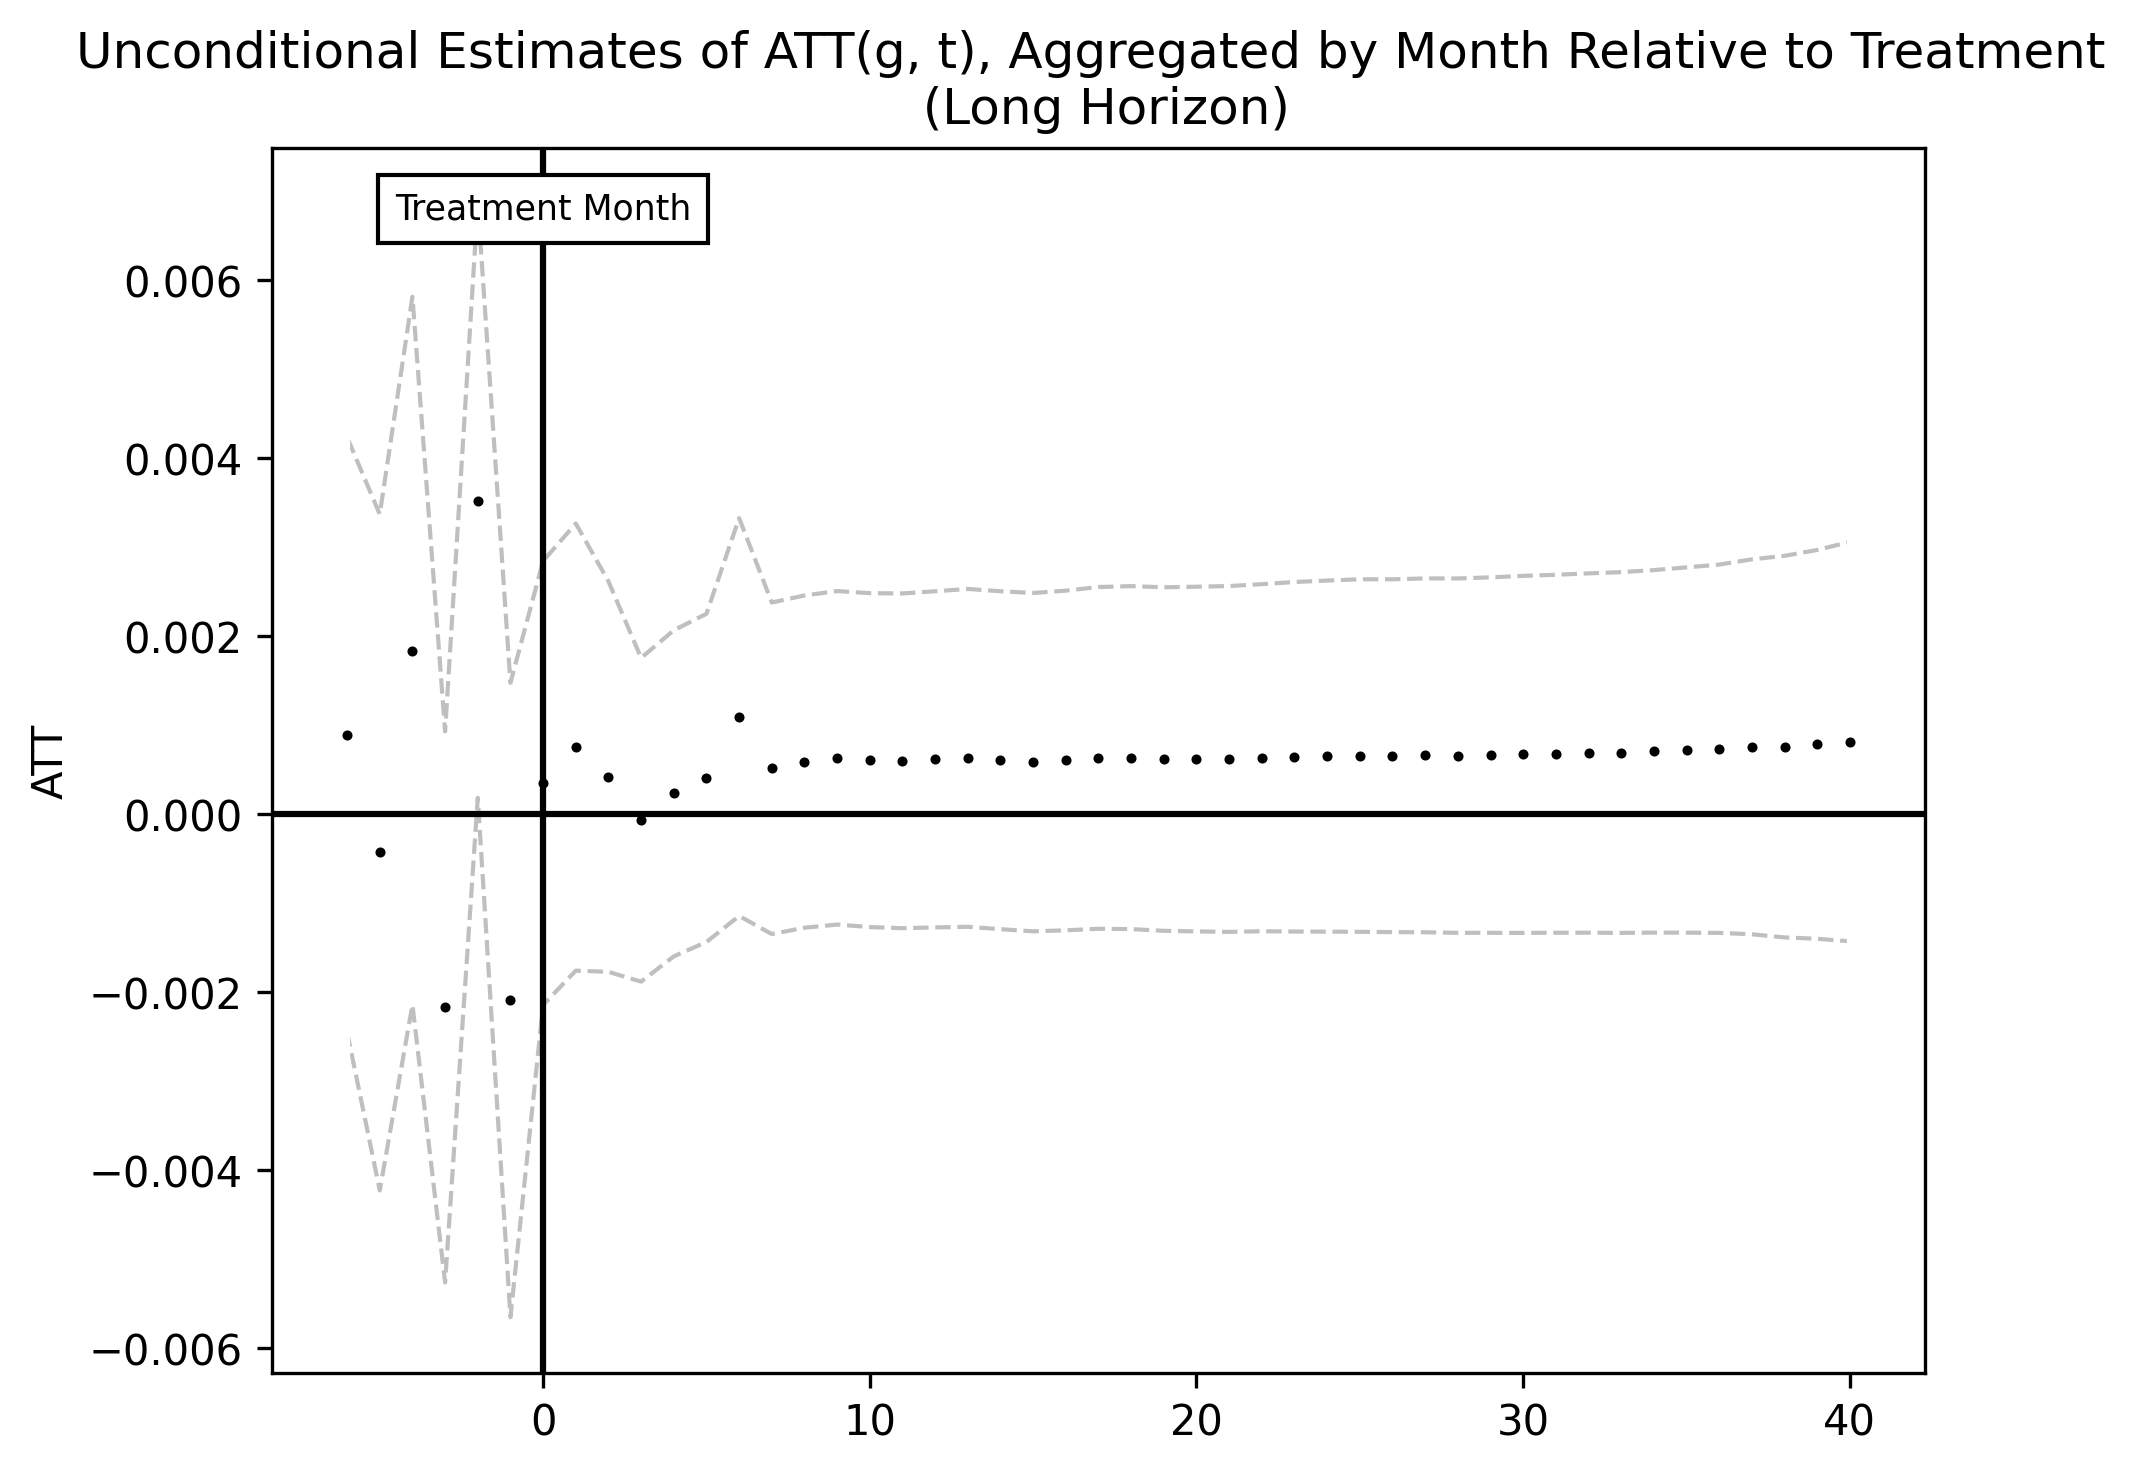 Unconditional Estimates of ATT(g, t), Aggregated by Month Relative to Treatment
(Long Horizon)
Treatment Month
0.006
0.004
0.002
0.000
−0.002
−0.004
−0.006
ATT
0 10 20 30 40